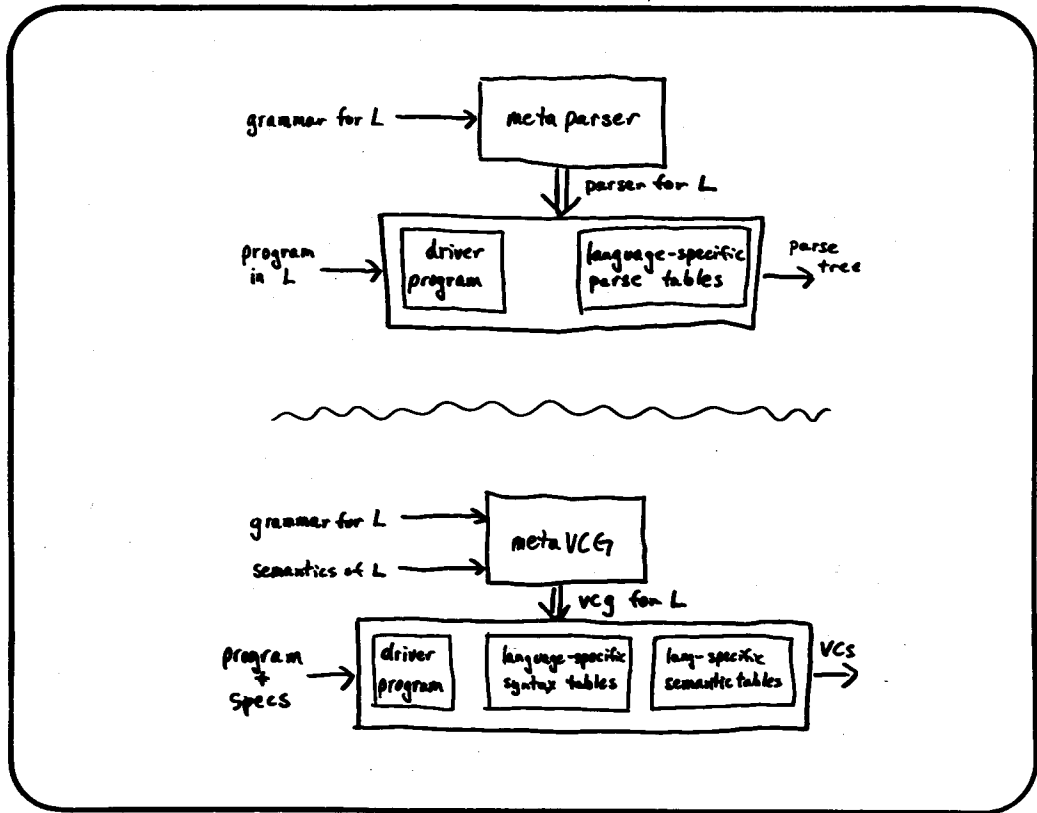 grammar for L
meta parser
parser for L
program
in L
driver
program
language-specific
parse tables
parse
tree
grammar for L
semantics of L
meta VCG
vcg for L
program
+
specs
driver
program
language-specific
syntax tables
lang-specific
semantic tables
VCs